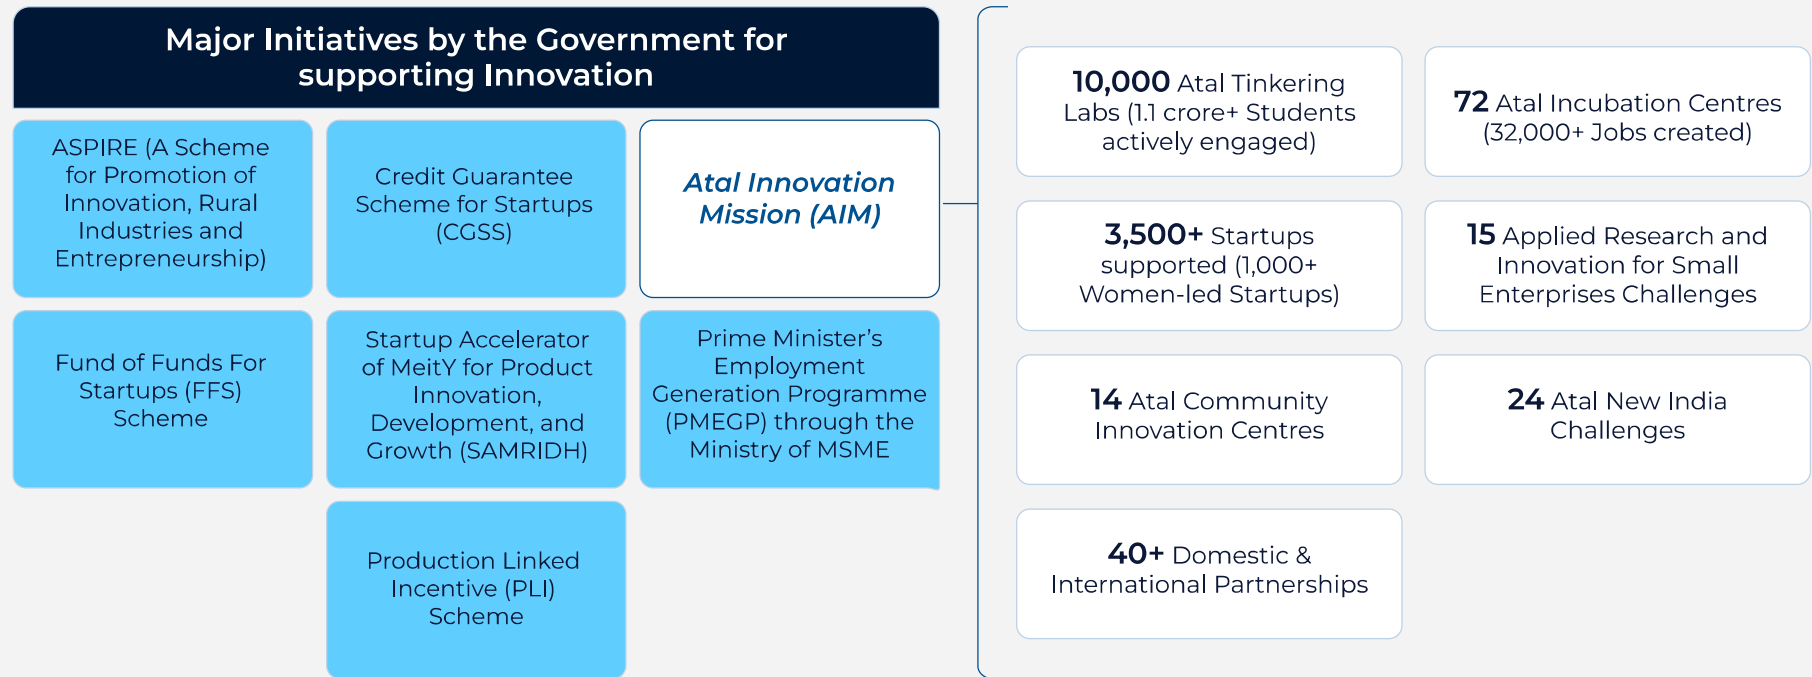 Major Initiatives by the Government for
supporting Innovation
ASPIRE (A Scheme
for Promotion of
Innovation, Rural
Industries and
Entrepreneurship)
Credit Guarantee
Scheme for Startups
(CGSS)
Atal Innovation
Mission (AIM)
Fund of Funds For
Startups (FFS)
Scheme
Startup Accelerator
of MeitY for Product
Innovation,
Development, and
Growth (SAMRIDH)
Prime Minister’s
Employment
Generation Programme
(PMEGP) through the
Ministry of MSME
Production Linked
Incentive (PLI)
Scheme
10,000 Atal Tinkering
Labs (1.1 crore+ Students
actively engaged)
72 Atal Incubation Centres
(32,000+ Jobs created)
3,500+ Startups
supported (1,000+
Women-led Startups)
15 Applied Research and
Innovation for Small
Enterprises Challenges
14 Atal Community
Innovation Centres
24 Atal New India
Challenges
40+ Domestic &
International Partnerships